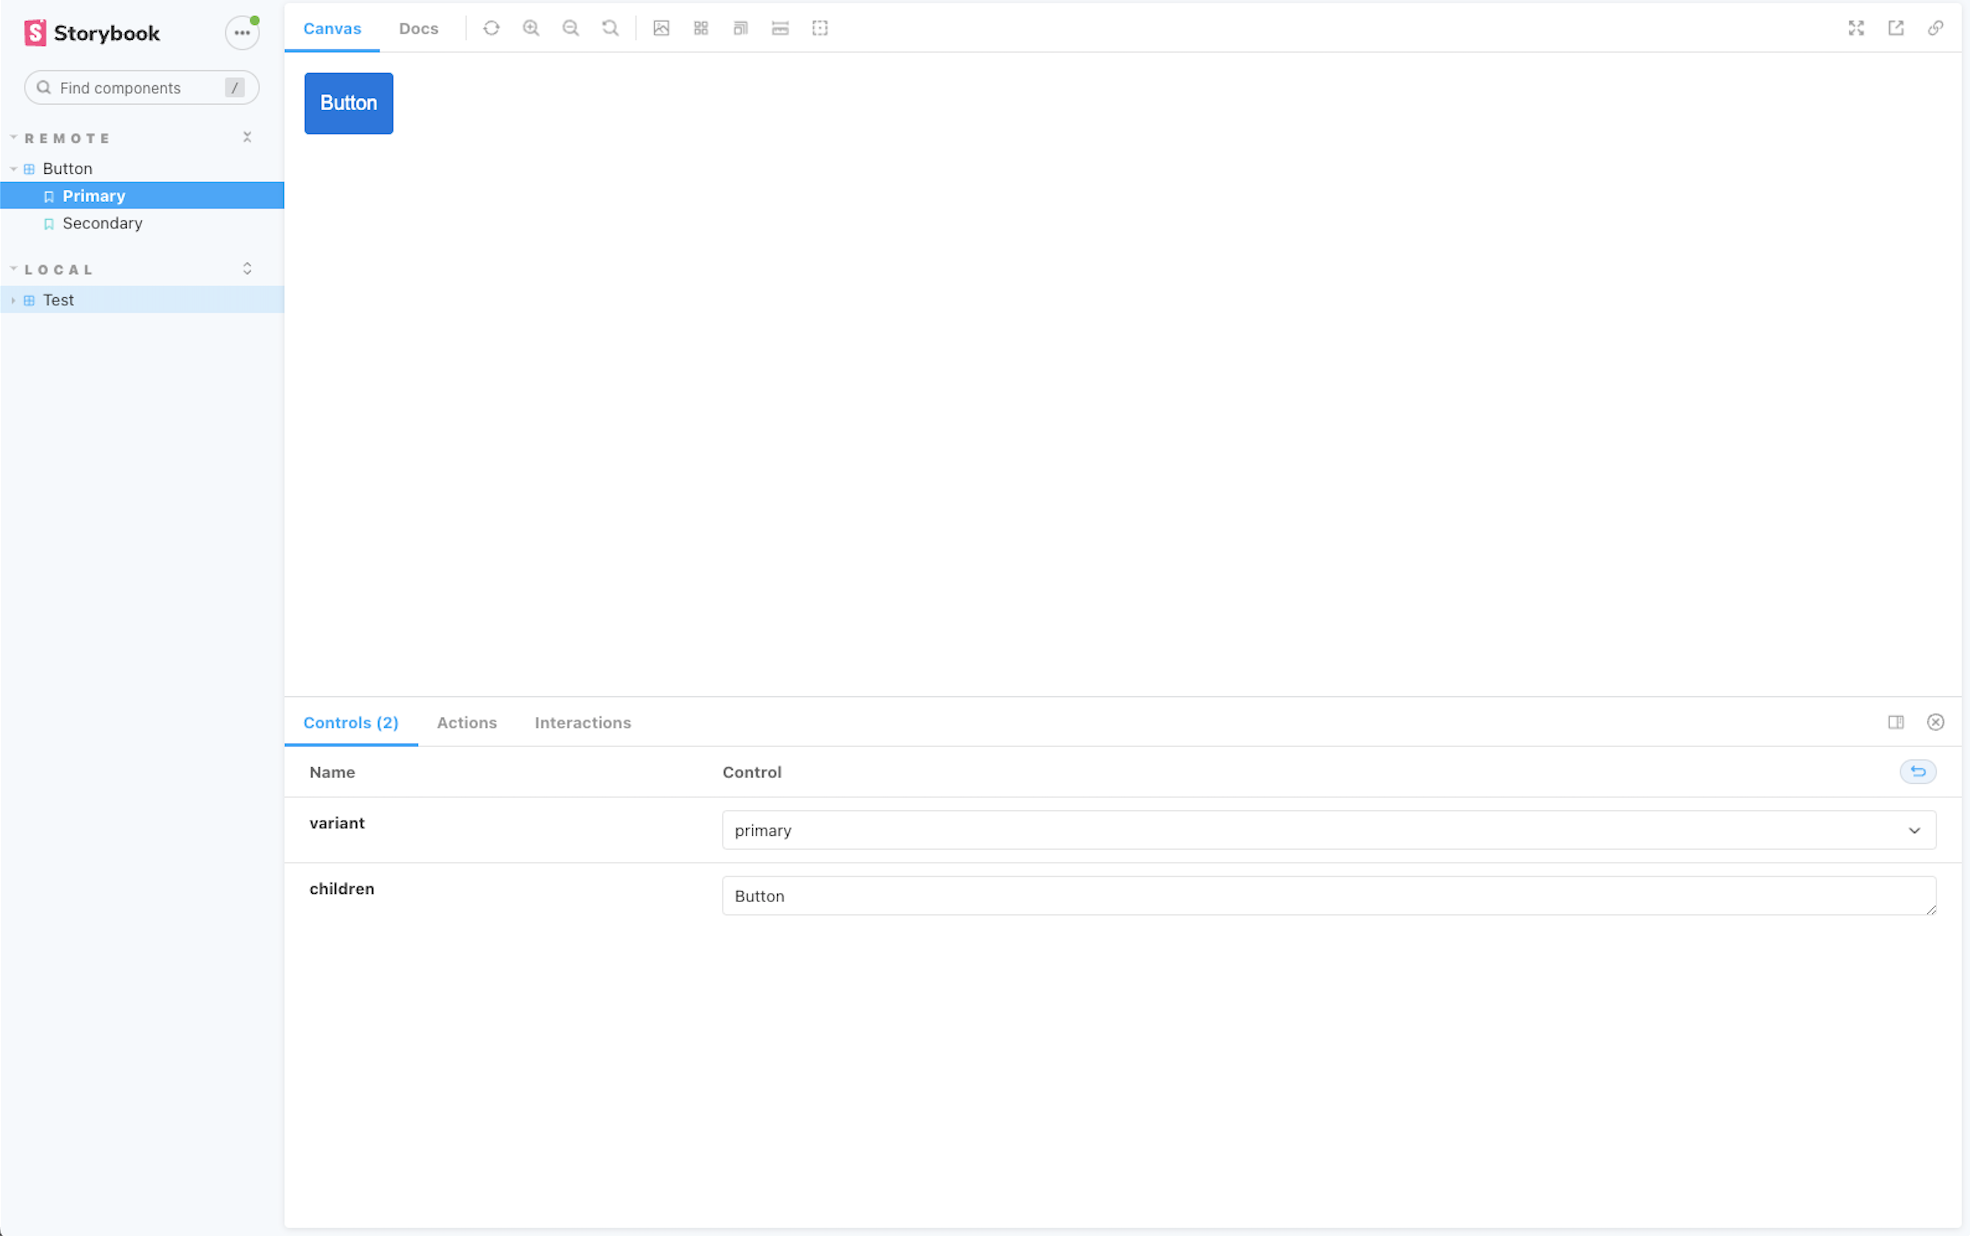 Storybook
Find components /
REMOTE
Button
Primary
Secondary
LOCAL
Test
Canvas Docs
Button
Controls (2) Actions Interactions
Name Control
variant primary
children Button